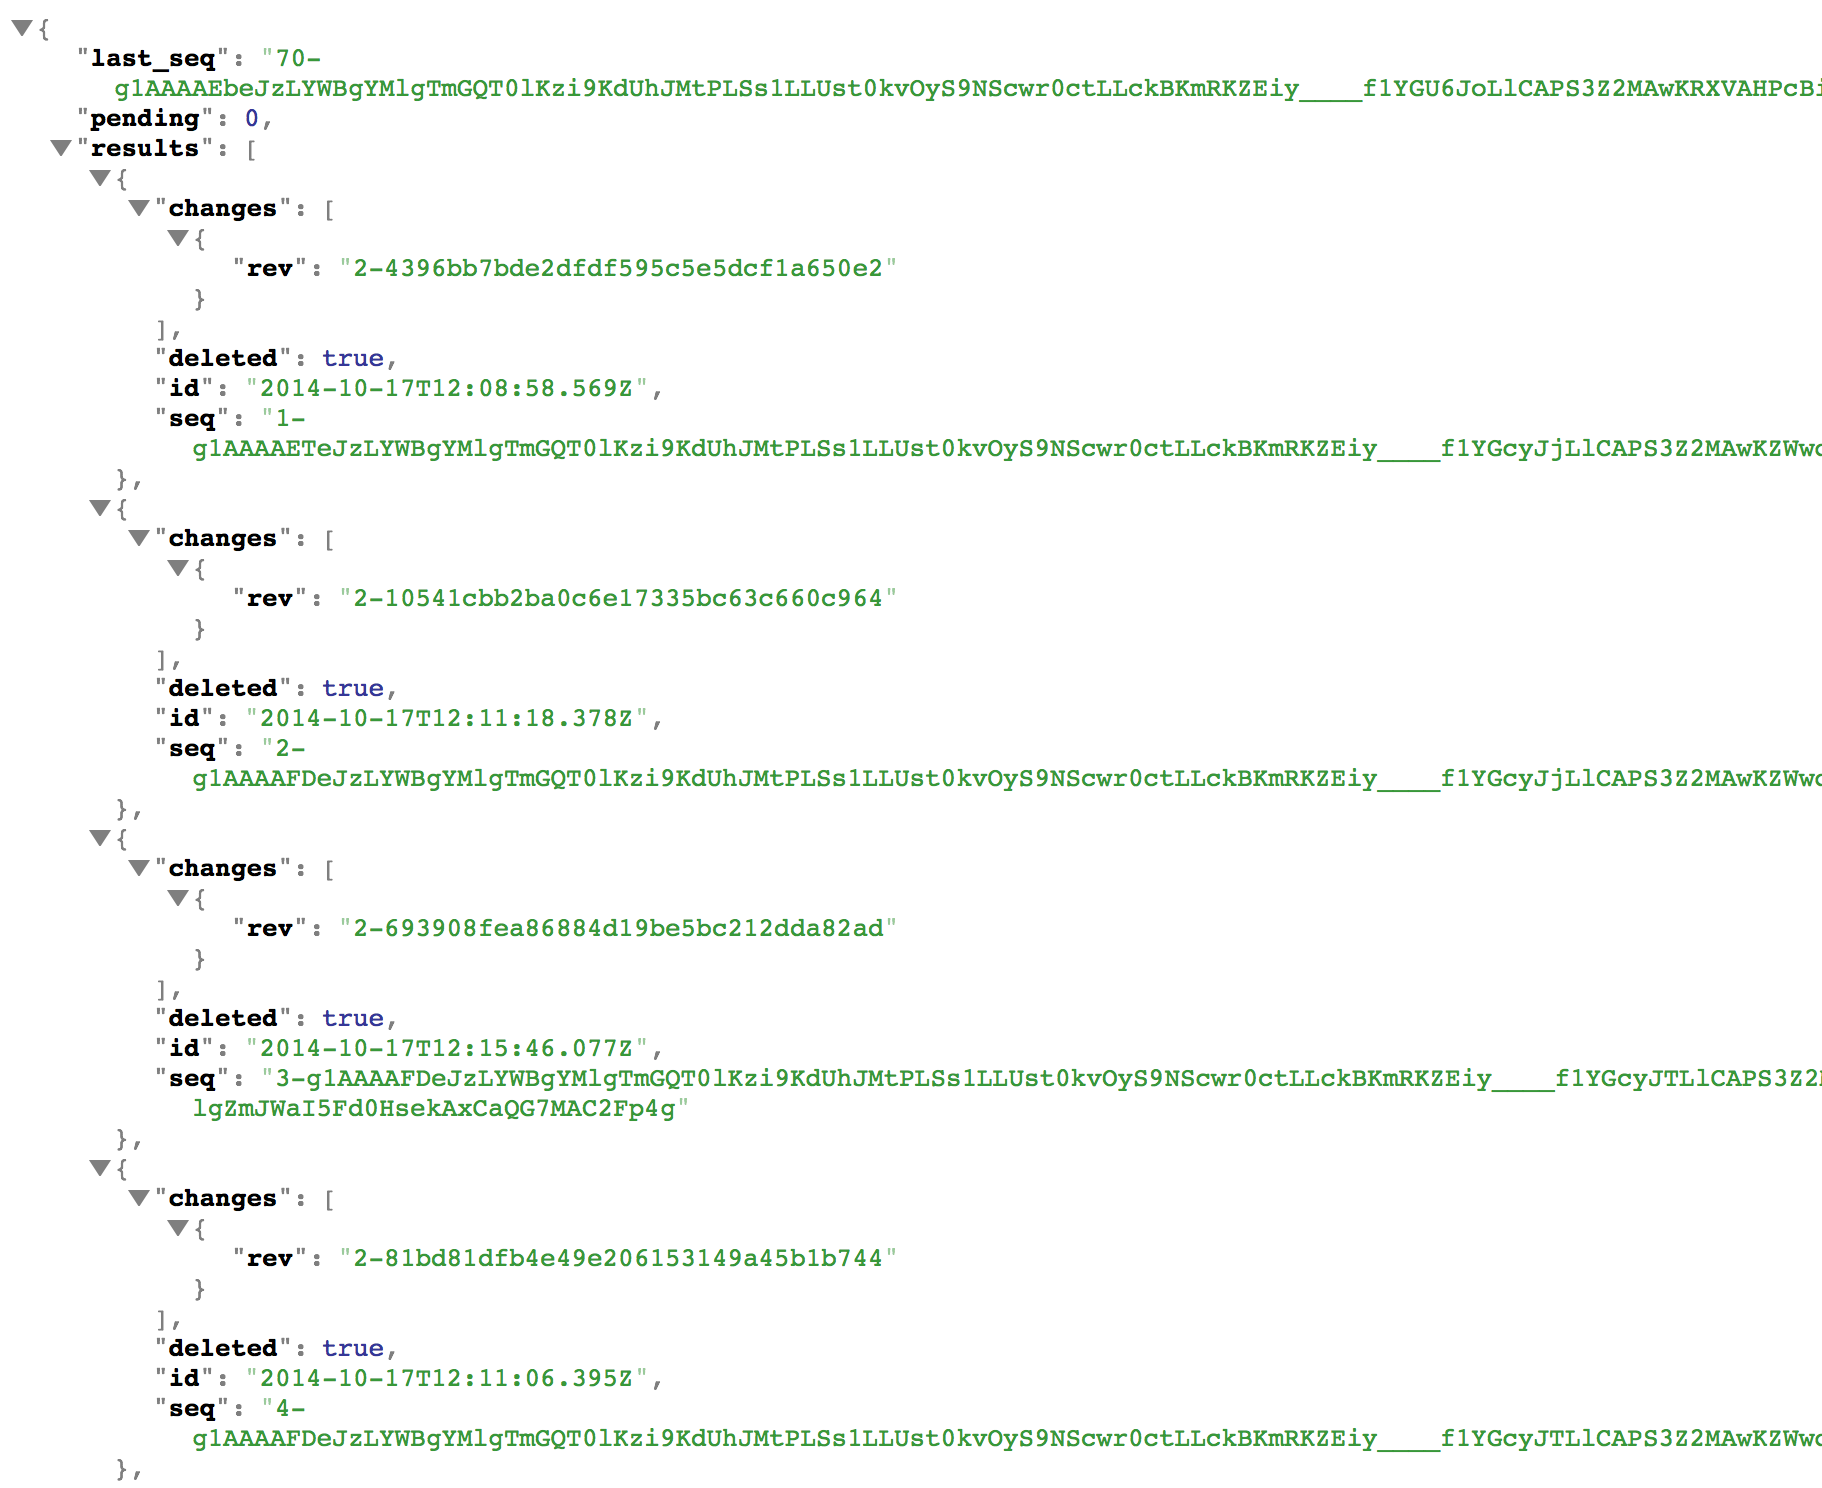 {
"last_seq": "70-
g1AAAAEbeJzLYWBgYMlgTmGQT0lKzi9KdUhJMtPLSs1LLUst0kvOyS9NScwr0ctLLckBKmRKZEiy____f1YGU6JoLlCAPS3Z2MAwKRXVAHPcBi
"pending": 0,
"results": [
{
"changes": [
{
"rev": "2-4396bb7bde2dfdf595c5e5dcf1a650e2"
}
],
"deleted": true,
"id": "2014-10-17T12:08:58.569Z",
"seq": "1-
g1AAAAETeJzLYWBgYMlgTmGQT0lKzi9KdUhJMtPLSs1LLUst0kvOyS9NScwr0ctLLckBKmRKZEiy____f1YGcyJjLlCAPS3Z2MAwKZWwc
},
{
"changes": [
{
"rev": "2-10541cbb2ba0c6e17335bc63c660c964"
}
],
"deleted": true,
"id": "2014-10-17T12:11:18.378Z",
"seq": "2-
g1AAAAFDeJzLYWBgYMlgTmGQT0lKzi9KdUhJMtPLSs1LLUst0kvOyS9NScwr0ctLLckBKmRKZEiy____f1YGcyJjLlCAPS3Z2MAwKZWwc
},
{
"changes": [
{
"rev": "2-693908fea86884d19be5bc212dda82ad"
}
],
"deleted": true,
"id": "2014-10-17T12:15:46.077Z",
"seq": "3-g1AAAAFDeJzLYWBgYMlgTmGQT0lKzi9KdUhJMtPLSs1LLUst0kvOyS9NScwr0ctLLckBKmRKZEiy____f1YGcyJTLlCAPS3Z2
lgZmJWaI5Fd0HsekAxCaQG7MAC2Fp4g"
},
{
"changes": [
{
"rev": "2-81bd81dfb4e49e206153149a45b1b744"
}
],
"deleted": true,
"id": "2014-10-17T12:11:06.395Z",
"seq": "4-
g1AAAAFDeJzLYWBgYMlgTmGQT0lKzi9KdUhJMtPLSs1LLUst0kvOyS9NScwr0ctLLckBKmRKZEiy____f1YGcyJTLlCAPS3Z2MAwKZWwc
},